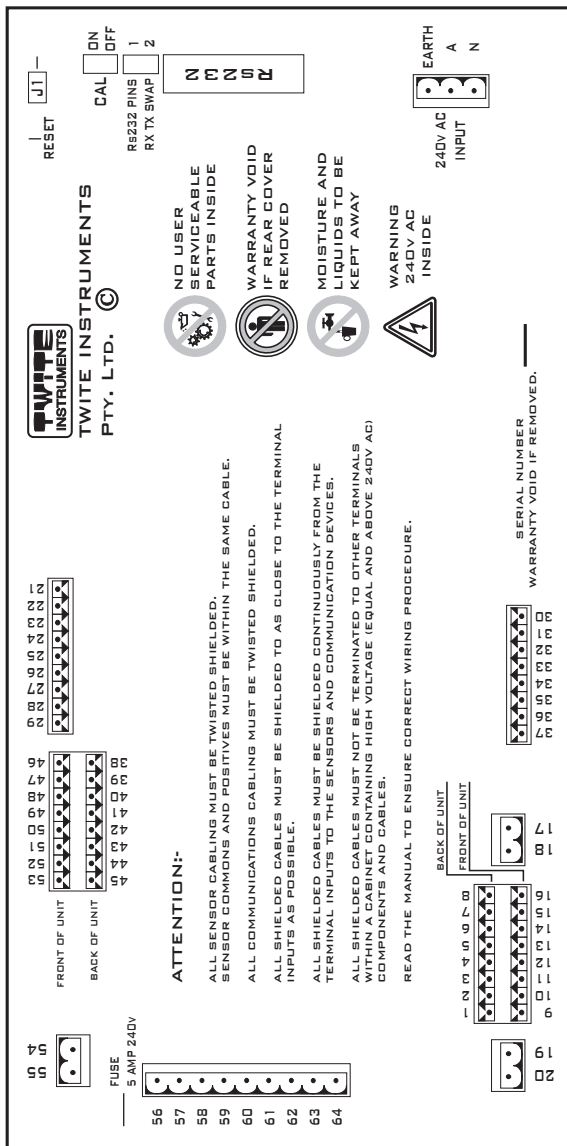 RESET
J1
CAL
ON
OFF
Rs232 PINS 1
RX TX SWAP 2
Rs232
240v AC
INPUT
EARTH
A
N
TWITE
INSTRUMENTS
TWITE INSTRUMENTS
PTY. LTD. ©
NO USER
SERVICEABLE
PARTS INSIDE
WARRANTY VOID
IF REAR COVER
REMOVED
MOISTURE AND
LIQUIDS TO BE
KEPT AWAY
WARNING
240v AC
INSIDE
21
22
23
24
25
26
27
28
29
46
47
48
49
50
51
52
53
38
39
40
41
42
43
44
45
FRONT OF UNIT
BACK OF UNIT
54
55
FUSE
5 AMP 240v
56
57
58
59
60
61
62
63
64
ATTENTION:-
ALL SENSOR CABLING MUST BE TWISTED SHIELDED.
SENSOR COMMONS AND POSITIVES MUST BE WITHIN THE SAME CABLE.
ALL COMMUNICATIONS CABLING MUST BE TWISTED SHIELDED.
ALL SHIELDED CABLES MUST BE SHIELDED TO AS CLOSE TO THE TERMINAL
INPUTS AS POSSIBLE.
ALL SHIELDED CABLES MUST BE SHIELDED CONTINUOUSLY FROM THE
TERMINAL INPUTS TO THE SENSORS AND COMMUNICATION DEVICES.
ALL SHIELDED CABLES MUST NOT BE TERMINATED TO OTHER TERMINALS
WITHIN A CABINET CONTAINING HIGH VOLTAGE (EQUAL AND ABOVE 240V AC)
COMPONENTS AND CABLES.
READ THE MANUAL TO ENSURE CORRECT WIRING PROCEDURE.
SERIAL NUMBER
WARRANTY VOID IF REMOVED.
30
31
32
33
34
35
36
37
17
18
BACK OF UNIT
FRONT OF UNIT
8
7
6
5
4
3
2
1
16
15
14
13
12
11
10
9
19
20